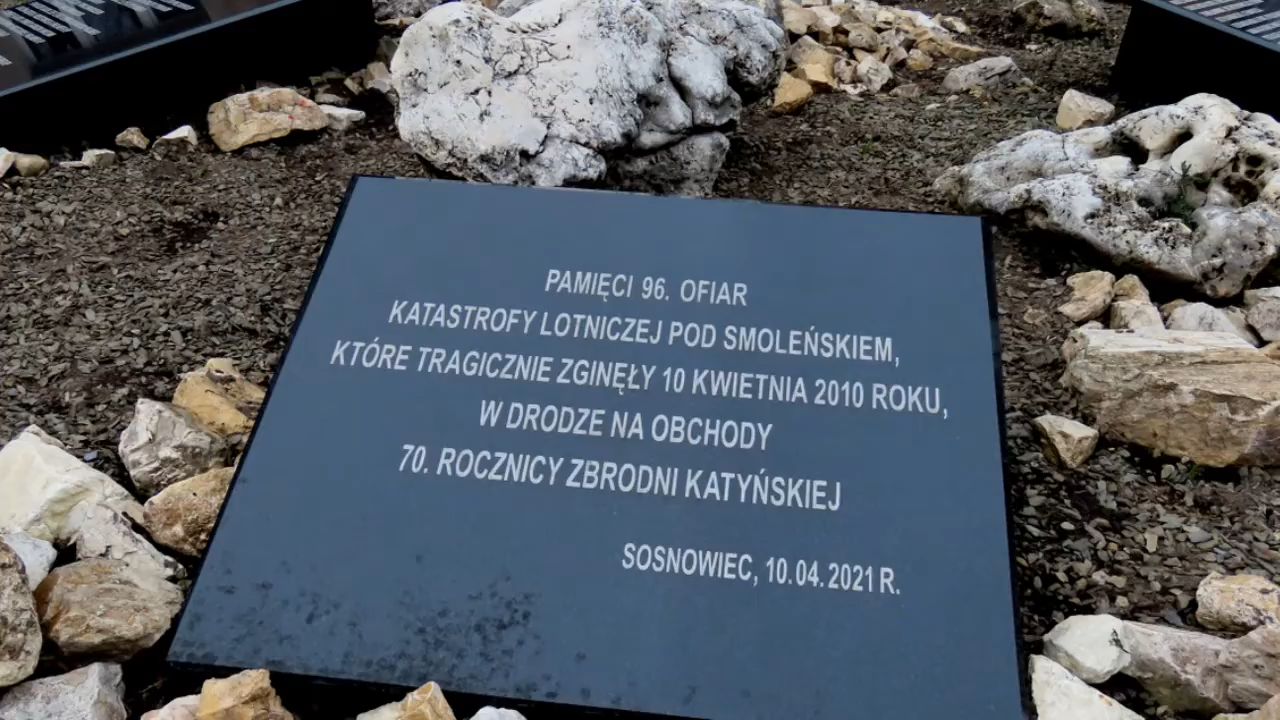 PAMIĘCI 96. OFIAR
KATASTROFY LOTNICZEJ POD SMOLEŃSKIEM,
KTÓRE TRAGICZNIE ZGINĘŁY 10 KWIETNIA 2010 ROKU,
W DRODZE NA OBCHODY
70. ROCZNICY ZBRODNI KATYŃSKIEJ
SOSNOWIEC, 10.04.2021 R.